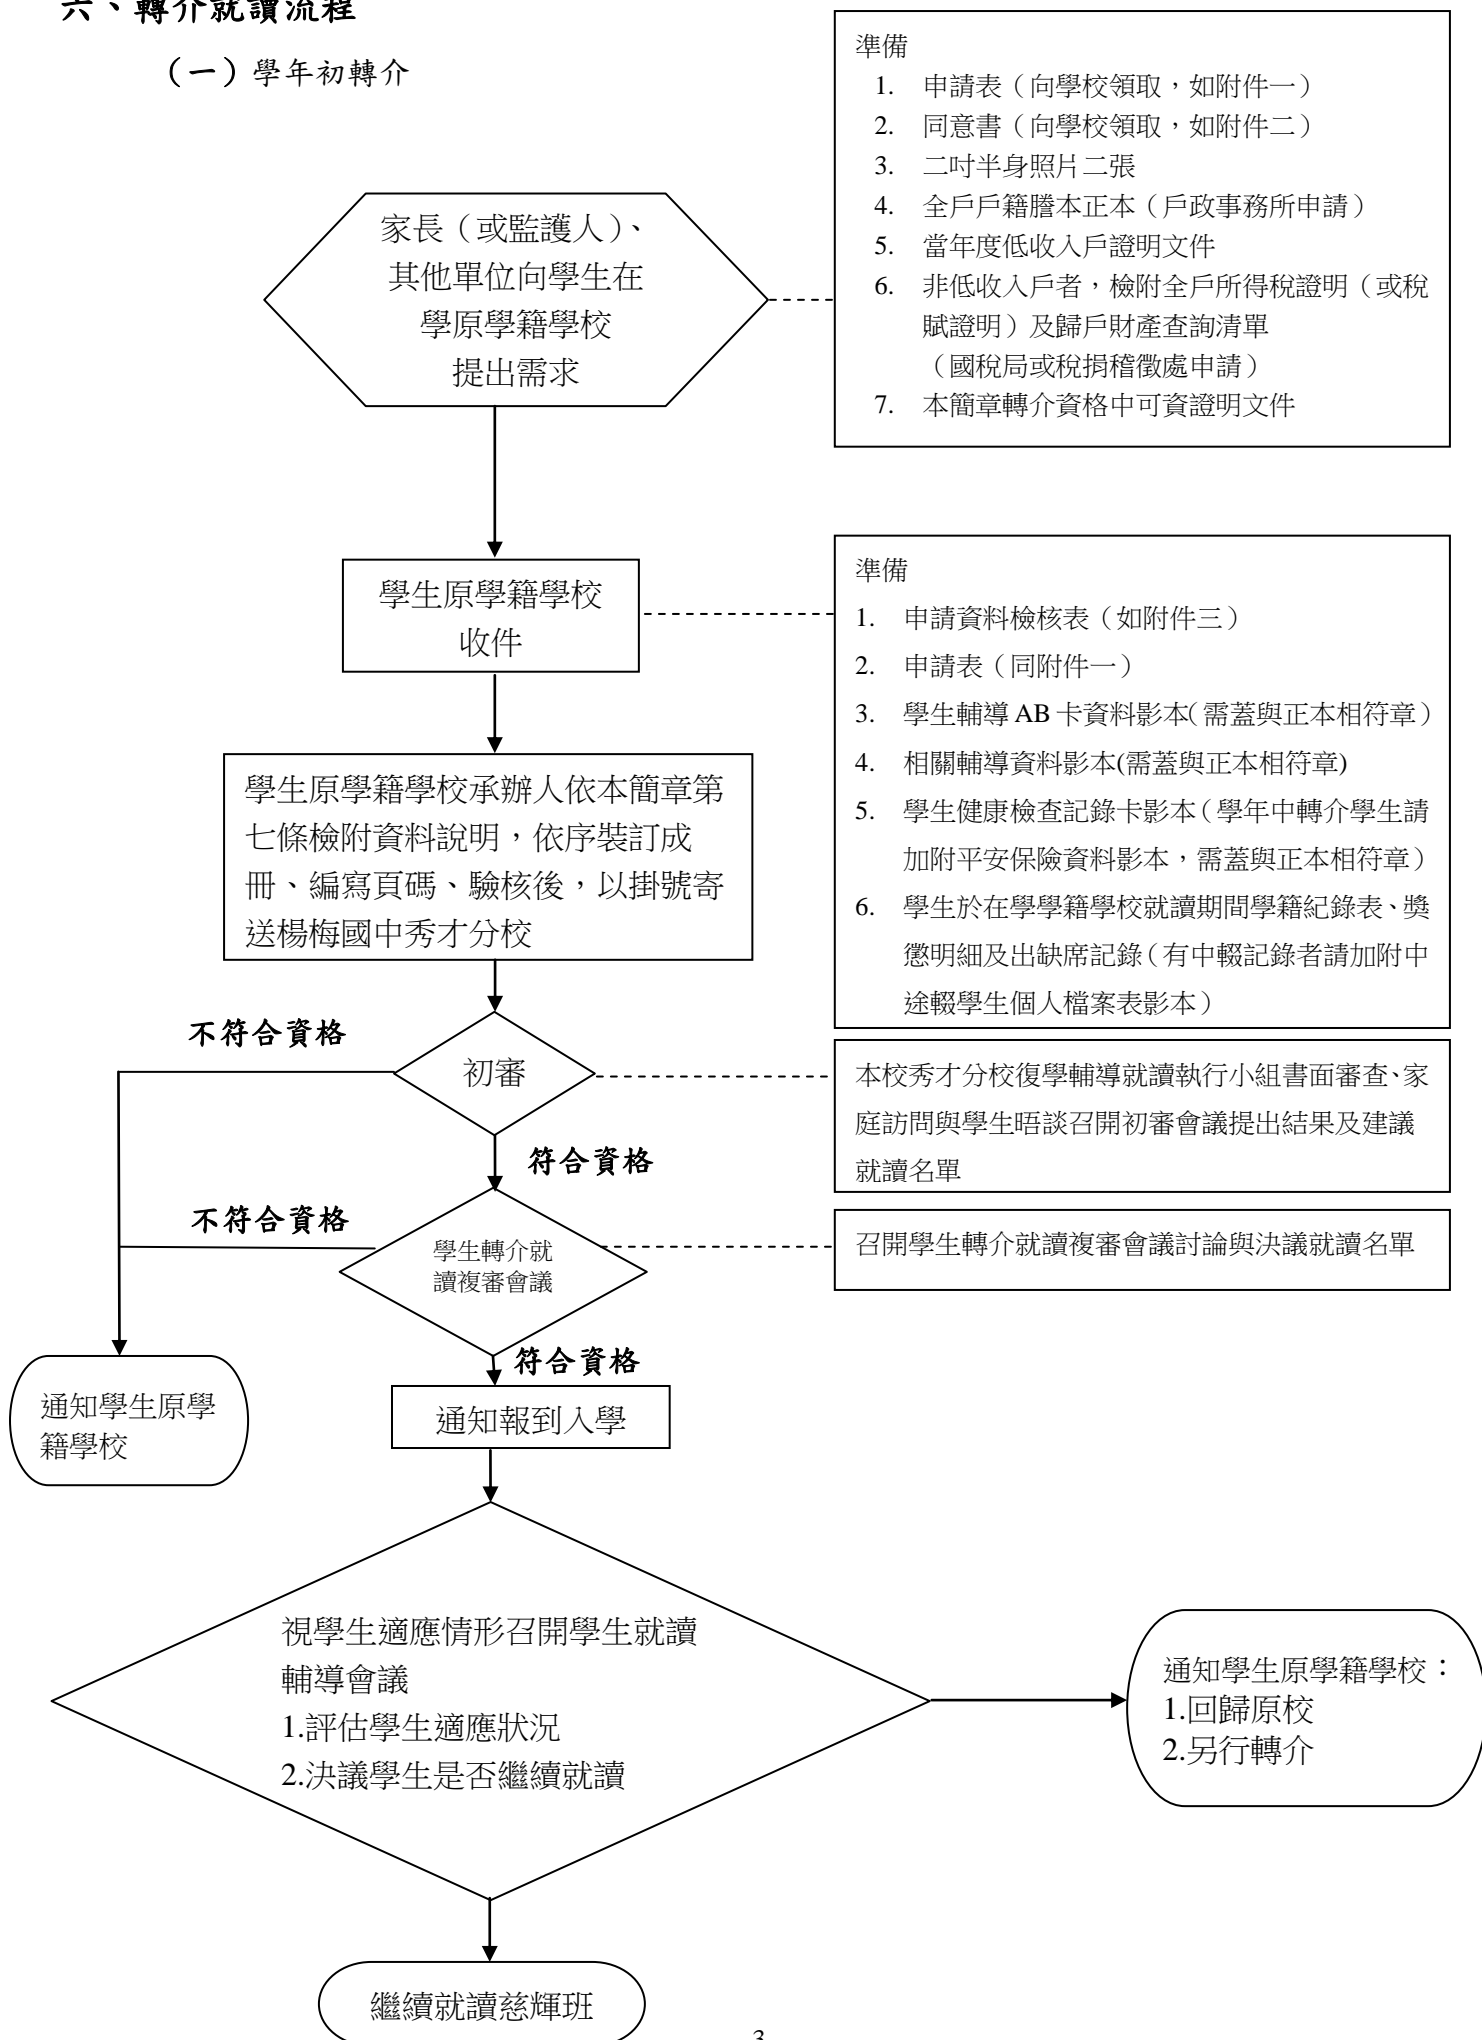 六、轉介就讀流程
（一）學年初轉介
準備
1. 申請表（向學校領取，如附件一）
2. 同意書（向學校領取，如附件二）
3. 二吋半身照片二張
4. 全戶戶籍謄本正本（戶政事務所申請）
5. 當年度低收入戶證明文件
6. 非低收入戶者，檢附全戶所得稅證明（或稅
賦證明）及歸戶財產查詢清單
（國稅局或稅捐稽徵處申請）
7. 本簡章轉介資格中可資證明文件
家長（或監護人）、
其他單位向學生在
學原學籍學校
提出需求
學生原學籍學校
收件
準備
1. 申請資料檢核表（如附件三）
2. 申請表（同附件一）
3. 學生輔導 AB 卡資料影本（需蓋與正本相符章）
4. 相關輔導資料影本(需蓋與正本相符章)
5. 學生健康檢查記錄卡影本（學年中轉介學生請
加附平安保險資料影本，需蓋與正本相符章）
6. 學生於在學學籍學校就讀期間學籍紀錄表、獎
懲明細及出缺席記錄（有中輟記錄者請加附中
途輟學生個人檔案表影本）
學生原學籍學校承辦人依本簡章第
七條檢附資料說明，依序裝訂成
冊、編寫頁碼、驗核後，以掛號寄
送楊梅國中秀才分校
不符合資格
初審
本校秀才分校復學輔導就讀執行小組書面審查、家
庭訪問與學生晤談召開初審會議提出結果及建議
就讀名單
符合資格
不符合資格
學生轉介就
讀複審會議
召開學生轉介就讀複審會議討論與決議就讀名單
符合資格
通知學生原學
籍學校
通知報到入學
視學生適應情形召開學生就讀
輔導會議
1.評估學生適應狀況
2.決議學生是否繼續就讀
通知學生原學籍學校：
1.回歸原校
2.另行轉介
繼續就讀慈輝班
3